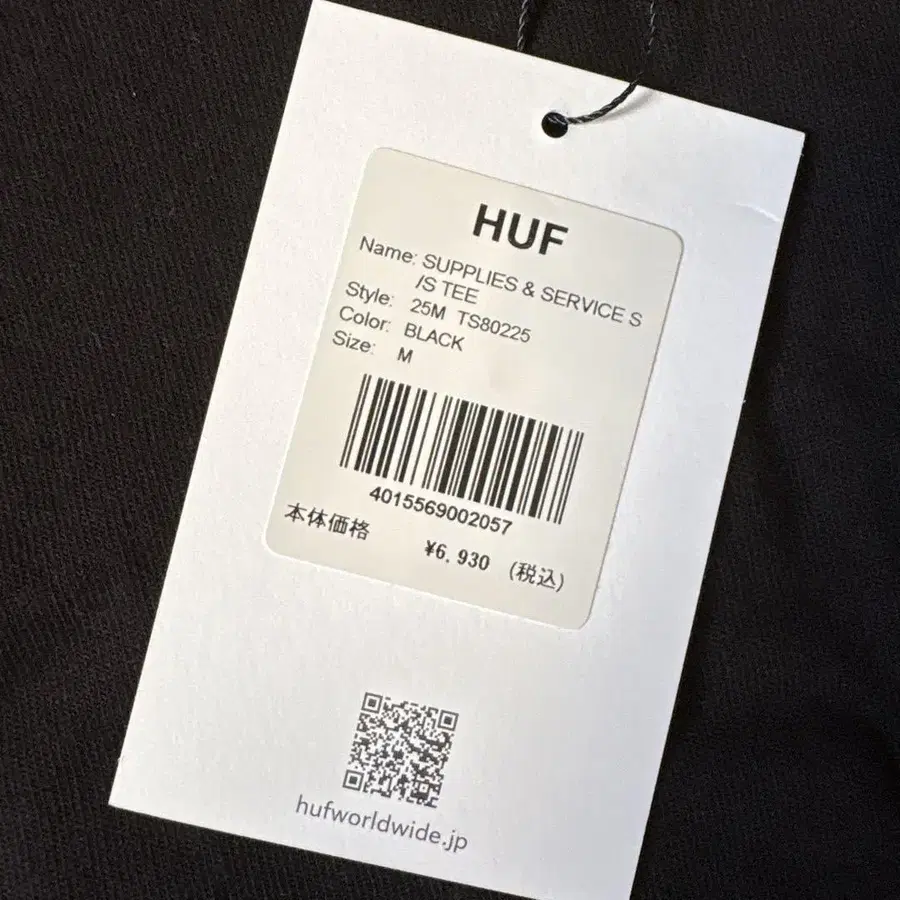 HUF
Name: SUPPLIES & SERVICE S
/S TEE
Style: 25M TS80225
Color: BLACK
Size: M
4015569002057
本体価格 ¥6,930 (税込)
hufworldwide.jp